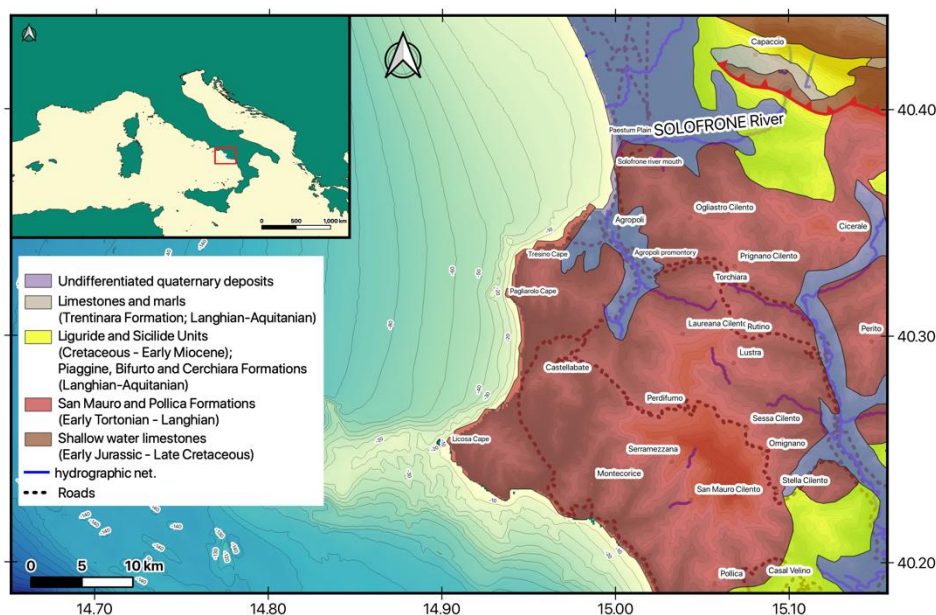 0 500 1,000 km
Capaccio
40.40
SOLOFRONE River
Paestum Plain
Solofrone river mouth
Ogliastro Cilento
Agropoli
Cicerale
Tresino Cape
Agropoli promontory
Prignano Cilento
Torchiara
Pagliarolo Cape
Laureana Cilento
Rutino
Perito
40.30
Lustra
Castellabate
Perdifumo
Sessa Cilento
Licosa Cape
Omignano
Serramezzana
Montecorice
Stella Cilento
San Mauro Cilento
Pollica
Casal Velino
40.20
Undifferentiated quaternary deposits
Limestones and marls
(Trentinara Formation; Langhian-Aquitanian)
Liguride and Sicilide Units
(Cretaceous - Early Miocene);
Piaggine, Bifurto and Cerchiara Formations
(Langhian-Aquitanian)
San Mauro and Pollica Formations
(Early Tortonian - Langhian)
Shallow water limestones
(Early Jurassic - Late Cretaceous)
hydrographic net.
Roads
0 5 10 km
14.70 14.80 14.90 15.00 15.10